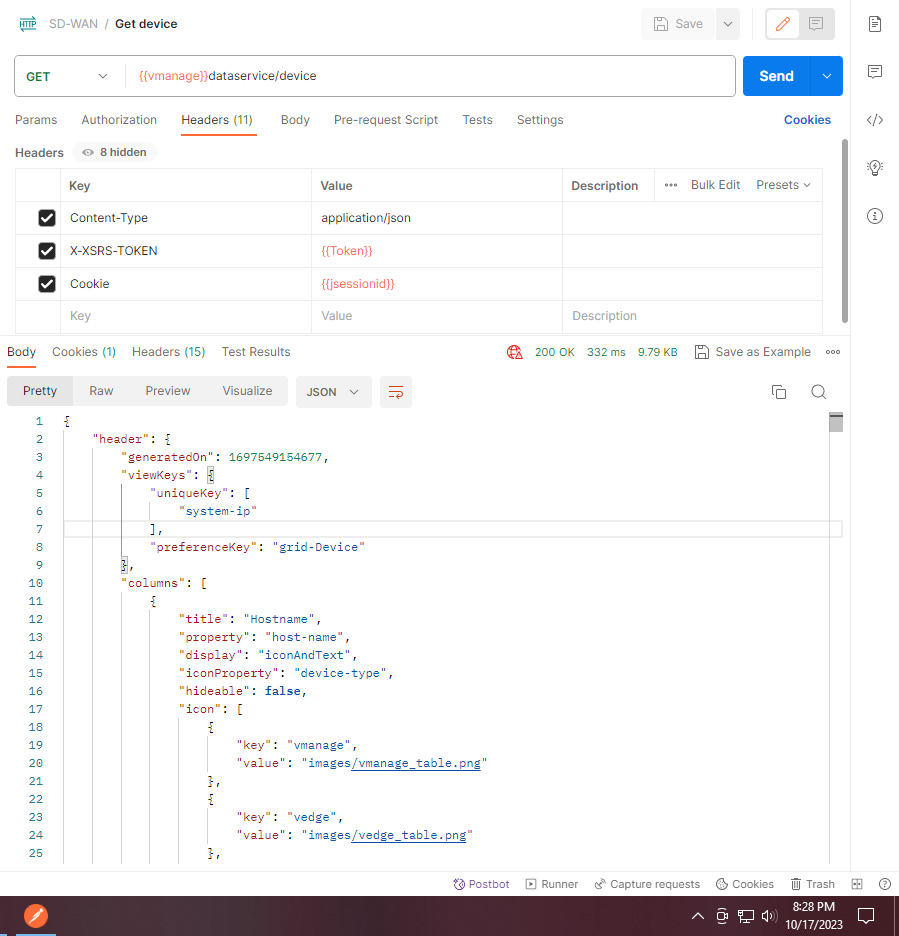 HTTP SD-WAN / Get device Save
GET {{vmanage}}dataservice/device Send
Params Authorization Headers (11) Body Pre-request Script Tests Settings Cookies
Headers 8 hidden
Key Value Description ••• Bulk Edit Presets
Content-Type application/json
X-XSRS-TOKEN {{Token}}
Cookie {{jsessionid}}
Key Value Description
Body Cookies (1) Headers (15) Test Results 200 OK 332 ms 9.79 KB Save as Example
Pretty Raw Preview Visualize JSON
1 {
2 "header": {
3 "generatedOn": 1697549154677,
4 "viewKeys": {
5 "uniqueKey": [
6 "system-ip"
7 ],
8 "preferenceKey": "grid-Device"
9 },
10 "columns": [
11 {
12 "title": "Hostname",
13 "property": "host-name",
14 "display": "iconAndText",
15 "iconProperty": "device-type",
16 "hideable": false,
17 "icon": [
18 {
19 "key": "vmanage",
20 "value": "images/vmanage_table.png"
21 },
22 {
23 "key": "vedge",
24 "value": "images/vedge_table.png"
25 },
Postbot Runner Capture requests Cookies Trash
8:28 PM
10/17/2023